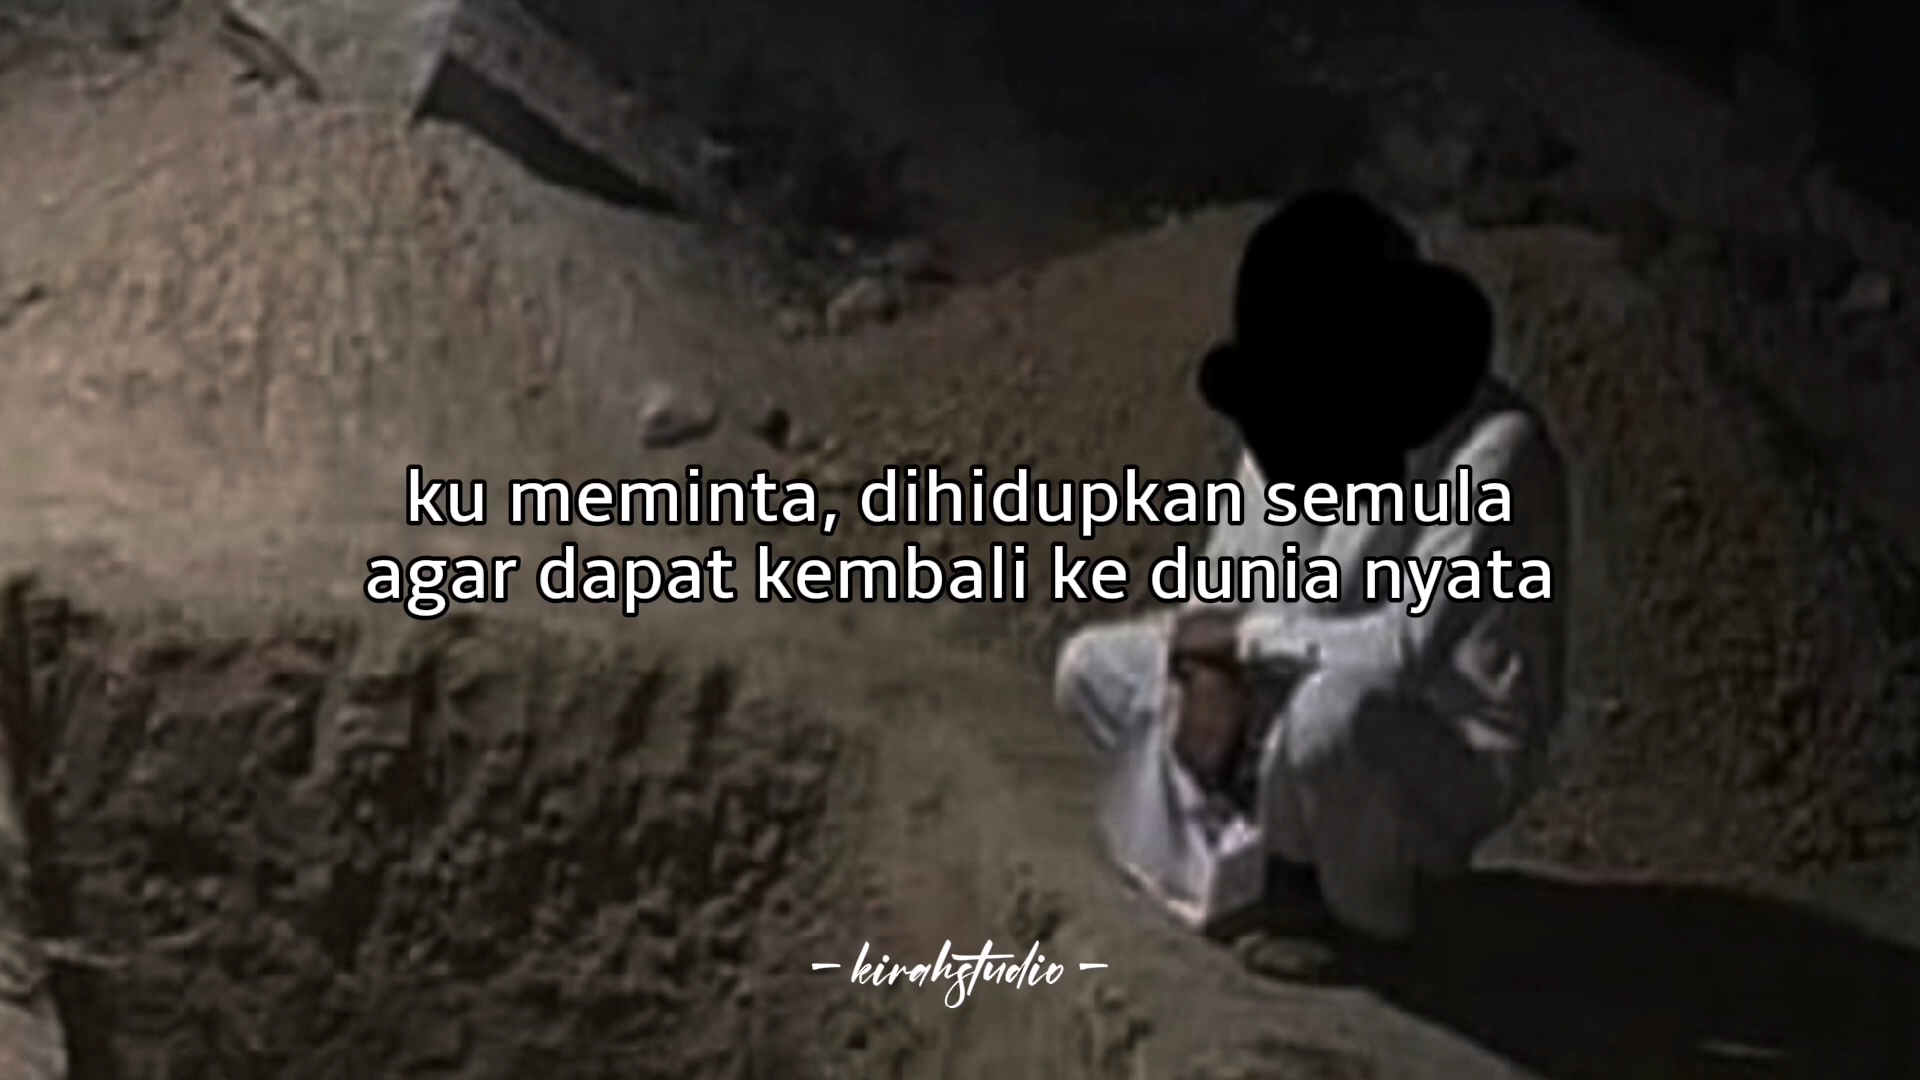 ku meminta, dihidupkan semula
agar dapat kembali ke dunia nyata
- kirahstudio -